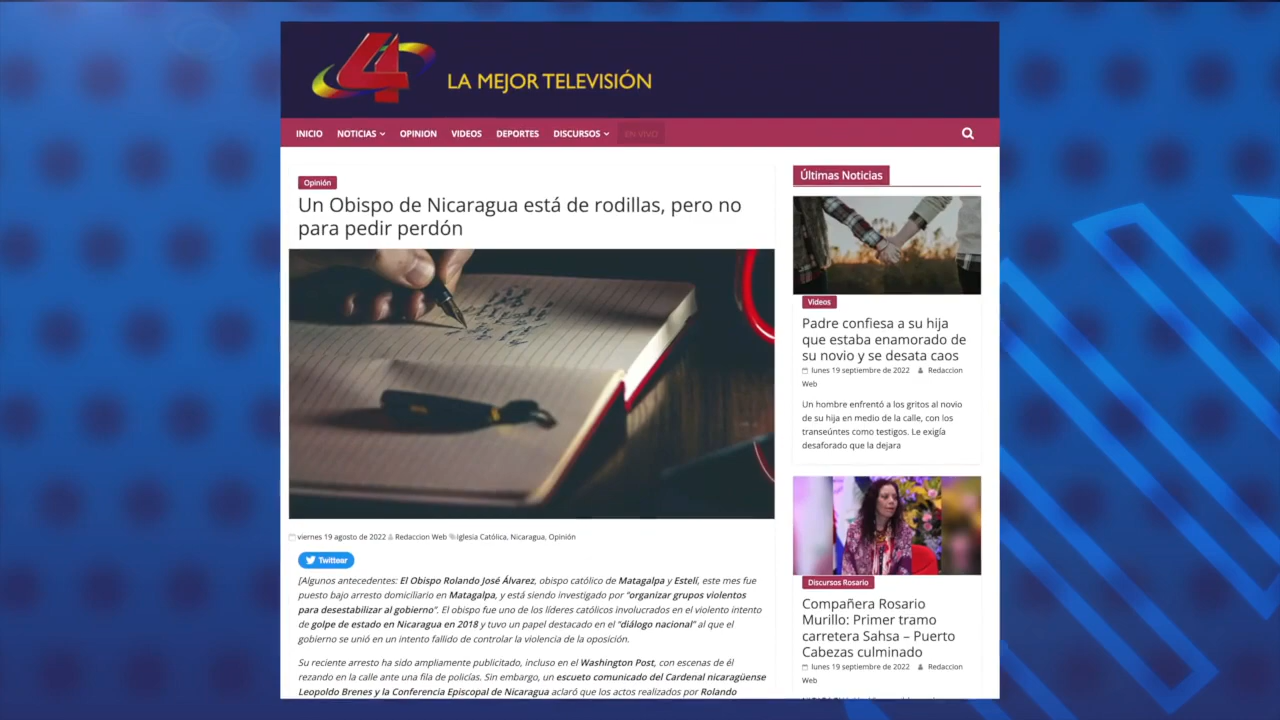 4
LA MEJOR TELEVISIÓN
INICIO NOTICIAS OPINION VIDEOS DEPORTES DISCURSOS EN VIVO
Opinión
Un Obispo de Nicaragua está de rodillas, pero no
para pedir perdón
viernes 19 agosto de 2022 Redaccion Web Iglesia Católica, Nicaragua, Opinión
Twittear
[Algunos antecedentes: El Obispo Rolando José Álvarez, obispo católico de Matagalpa y Estelí, este mes fue
puesto bajo arresto domiciliario en Matagalpa, y está siendo investigado por “organizar grupos violentos
para desestabilizar al gobierno”. El obispo fue uno de los líderes católicos involucrados en el violento intento
de golpe de estado en Nicaragua en 2018 y tuvo un papel destacado en el “diálogo nacional” al que el
gobierno se unió en un intento fallido de controlar la violencia de la oposición.
Su reciente arresto ha sido ampliamente publicitado, incluso en el Washington Post, con escenas de él
rezando en la calle ante una fila de policías. Sin embargo, un escueto comunicado del Cardenal nicaragüense
Leopoldo Brenes y la Conferencia Episcopal de Nicaragua aclaró que los actos realizados por Rolando
Últimas Noticias
Videos
Padre confiesa a su hija
que estaba enamorado de
su novio y se desata caos
lunes 19 septiembre de 2022 Redaccion
Web
Un hombre enfrentó a los gritos al novio
de su hija en medio de la calle, con los
transeúntes como testigos. Le exigía
desaforado que la dejara
Discursos Rosario
Compañera Rosario
Murillo: Primer tramo
carretera Sahsa – Puerto
Cabezas culminado
lunes 19 septiembre de 2022 Redaccion
Web